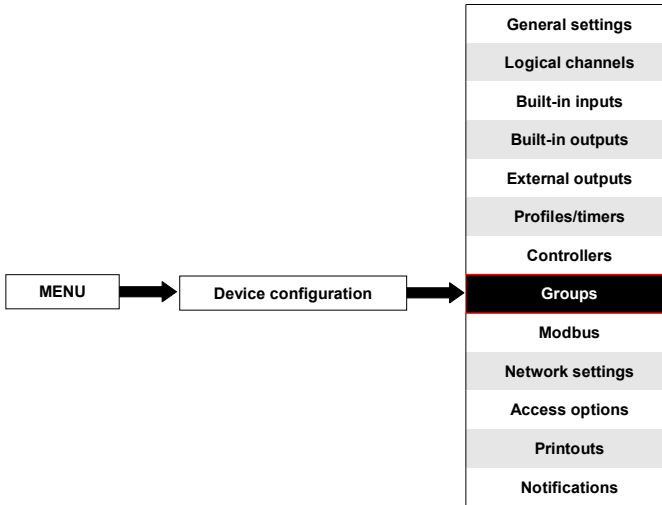 General settings
Logical channels
Built-in inputs
Built-in outputs
External outputs
Profiles/timers
Controllers
MENU
Device configuration
Groups
Modbus
Network settings
Access options
Printouts
Notifications